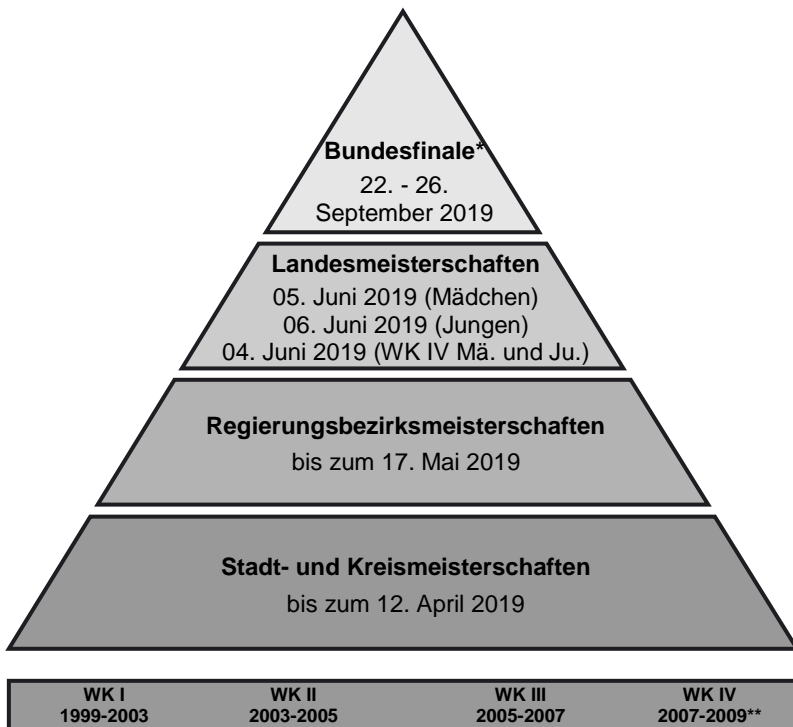 Bundesfinale*
22. - 26.
September 2019
Landesmeisterschaften
05. Juni 2019 (Mädchen)
06. Juni 2019 (Jungen)
04. Juni 2019 (WK IV Mä. und Ju.)
Regierungsbezirksmeisterschaften
bis zum 17. Mai 2019
Stadt- und Kreismeisterschaften
bis zum 12. April 2019
WK I WK II WK III WK IV
1999-2003 2003-2005 2005-2007 2007-2009**